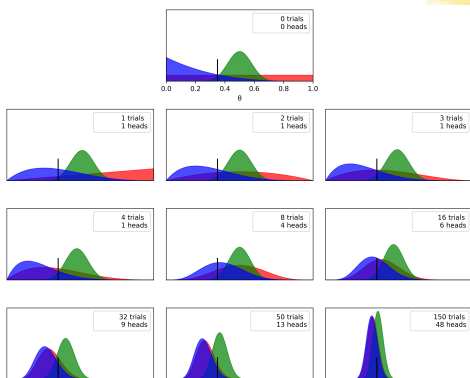 0 trials
0 heads
0.0 0.2 0.4 0.6 0.8 1.0
θ
1 trials
1 heads
2 trials
1 heads
3 trials
1 heads
4 trials
1 heads
8 trials
4 heads
16 trials
6 heads
32 trials
9 heads
50 trials
13 heads
150 trials
48 heads